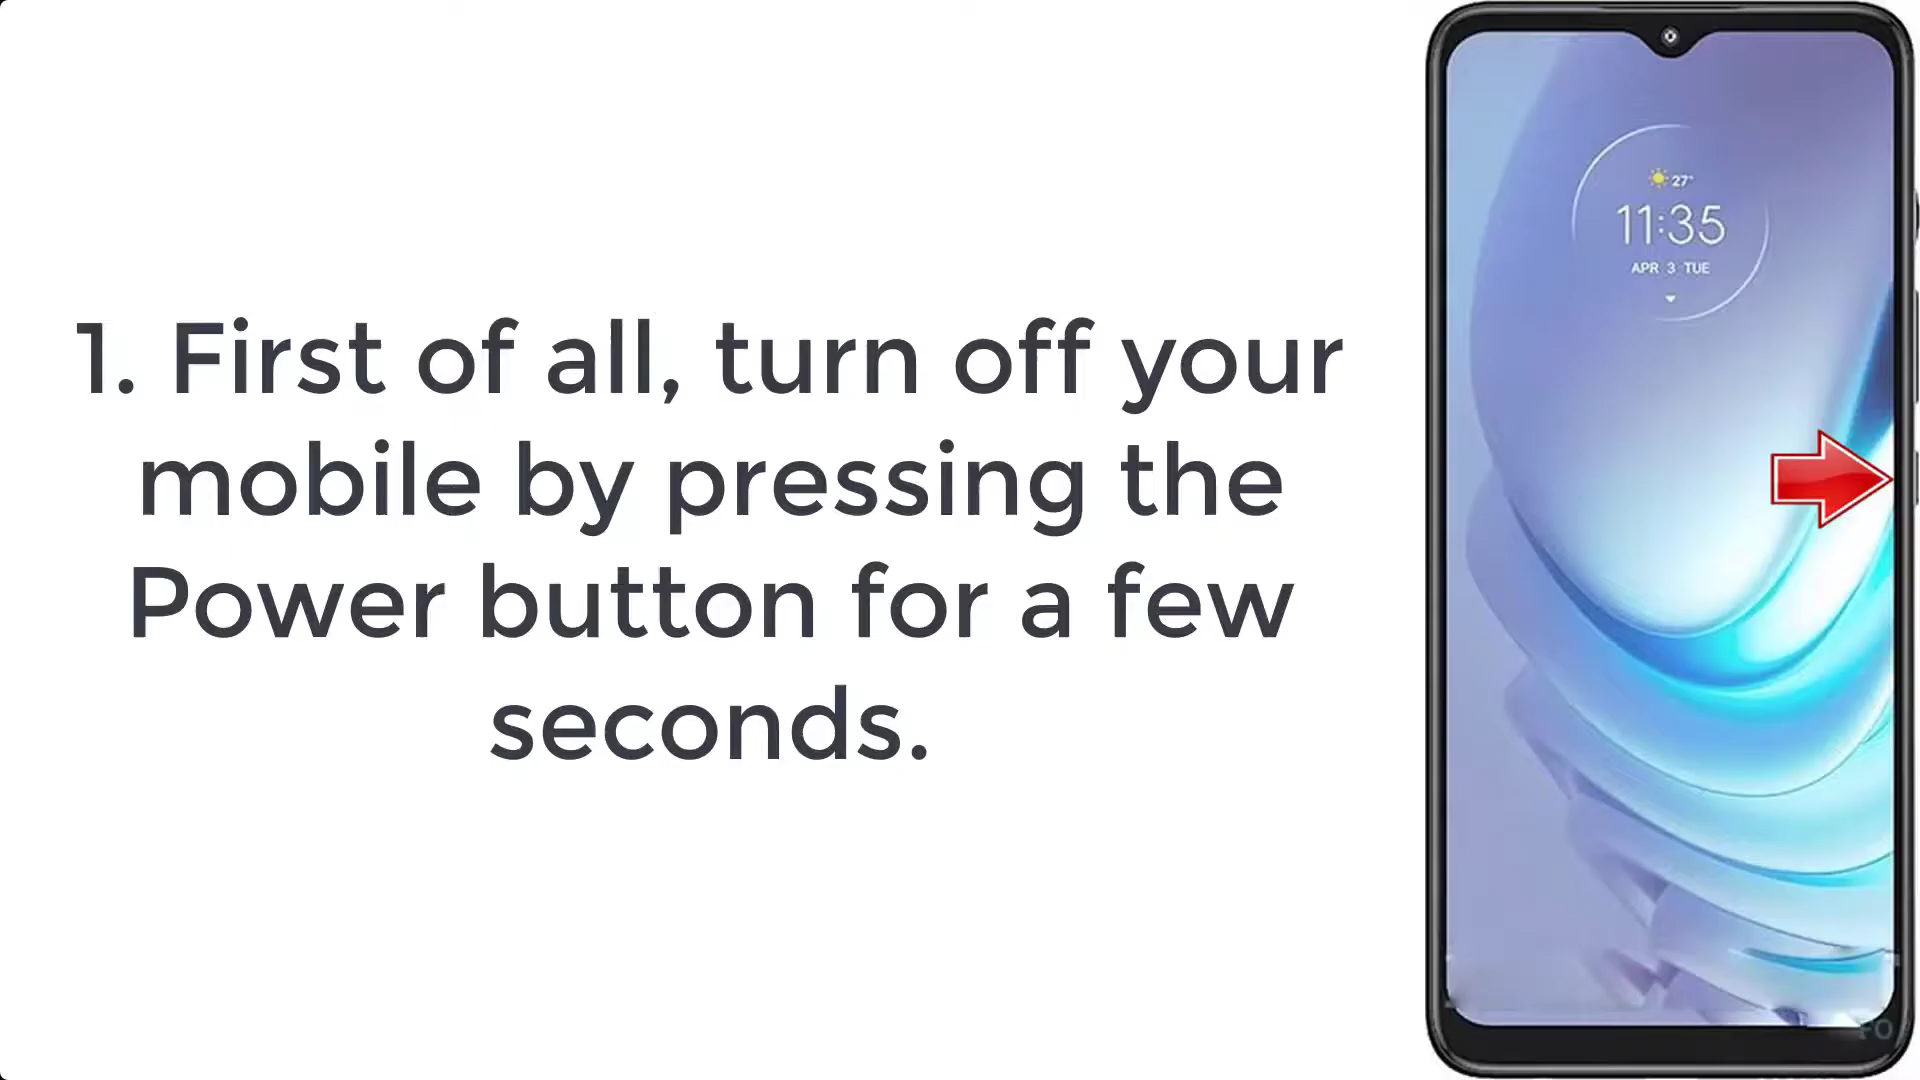 1. First of all, turn off your
mobile by pressing the
Power button for a few
seconds.
27°
11:35
APR 3 TUE
FO